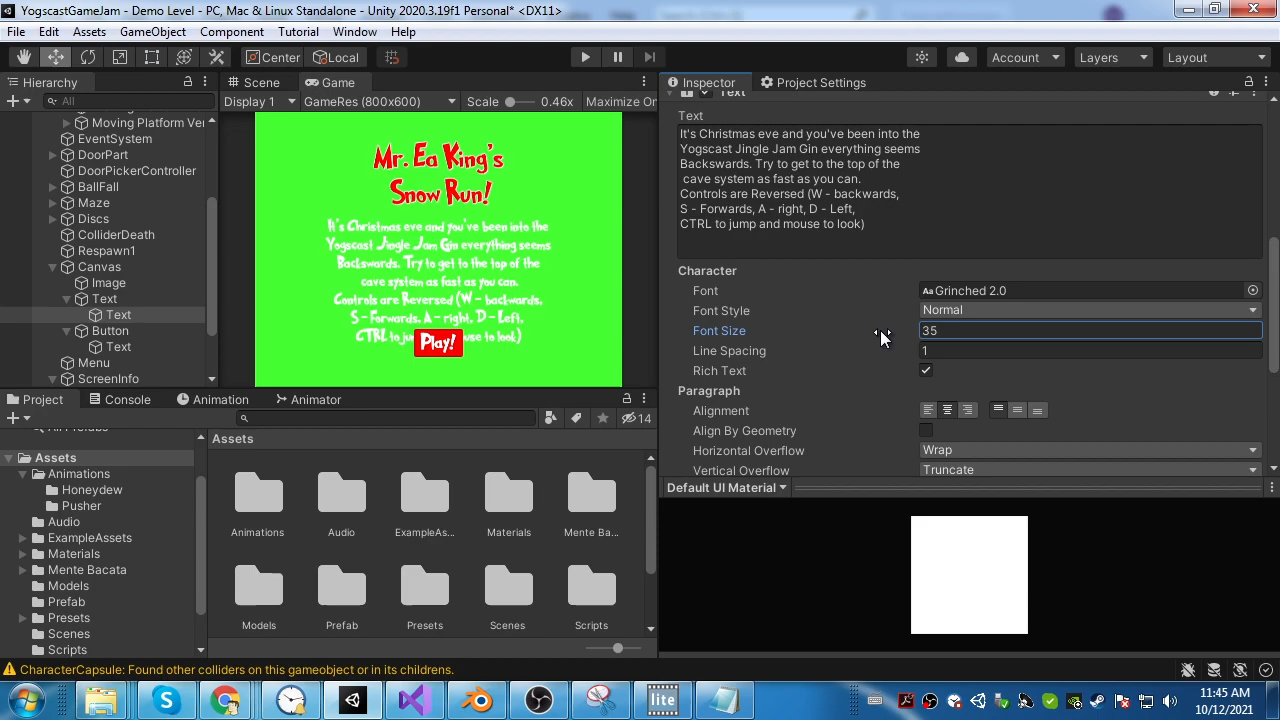 YogscastGameJam - Demo Level - PC, Mac & Linux Standalone - Unity 2020.3.19f1 Personal* <DX11>
File Edit Assets GameObject Component Tutorial Window Help
Center Local Account Layers Layout
Hierarchy Scene Game Inspector Project Settings
All Display 1 GameRes (800x600) Scale 0.46x Maximize On
Moving Platform Ver
EventSystem
DoorPart
DoorPickerController
BallFall
Maze
Discs
ColliderDeath
Respawn1
Canvas
Image
Text
Text
Button
Text
Menu
ScreenInfo
Mr. Ea King's
Snow Run!
It's Christmas eve and you've been into the
Yogscast Jingle Jam Gin everything seems
Backswards. Try to get to the top of the
cave system as fast as you can.
Controls are Reversed (W - backwards,
S - Forwards, A - right, D - Left,
CTRL to use to look)
Play!
Text
Text
It's Christmas eve and you've been into the
Yogscast Jingle Jam Gin everything seems
Backswards. Try to get to the top of the
cave system as fast as you can.
Controls are Reversed (W - backwards,
S - Forwards, A - right, D - Left,
CTRL to jump and mouse to look)
Character
Font Aa Grinched 2.0
Font Style Normal
Font Size 35
Line Spacing 1
Rich Text
Paragraph
Alignment
Align By Geometry
Horizontal Overflow Wrap
Vertical Overflow Truncate
Default UI Material
Project Console Animation Animator
14
Assets
Animations
Honeydew
Pusher
Audio
ExampleAssets
Materials
Mente Bacata
Models
Prefab
Presets
Scenes
Scripts
Assets
Animations Audio ExampleAs... Materials Mente Ba...
Models Prefab Presets Scenes Scripts
CharacterCapsule: Found other colliders on this gameobject or in its childrens.
lite
11:45 AM
10/12/2021